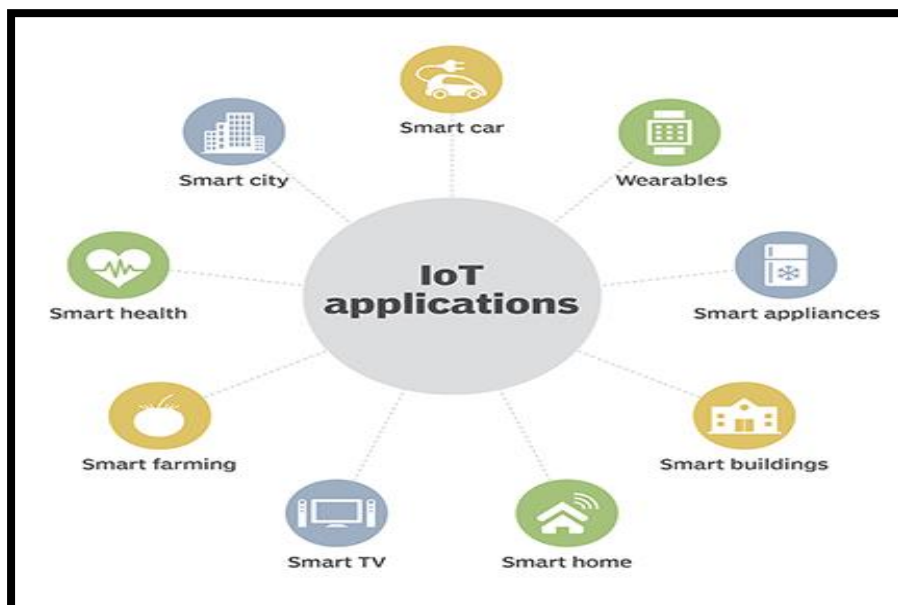 Smart car
Smart city
Wearables
IoT
applications
Smart health
Smart appliances
Smart farming
Smart buildings
Smart TV
Smart home